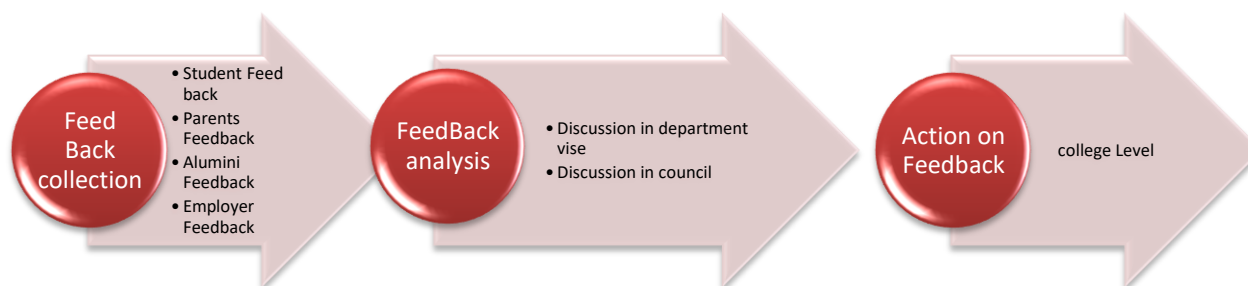 Feed
Back
collection
• Student Feed
back
• Parents
Feedback
• Alumini
Feedback
• Employer
Feedback
FeedBack
analysis
• Discussion in department
vise
• Discussion in council
Action on
Feedback
college Level